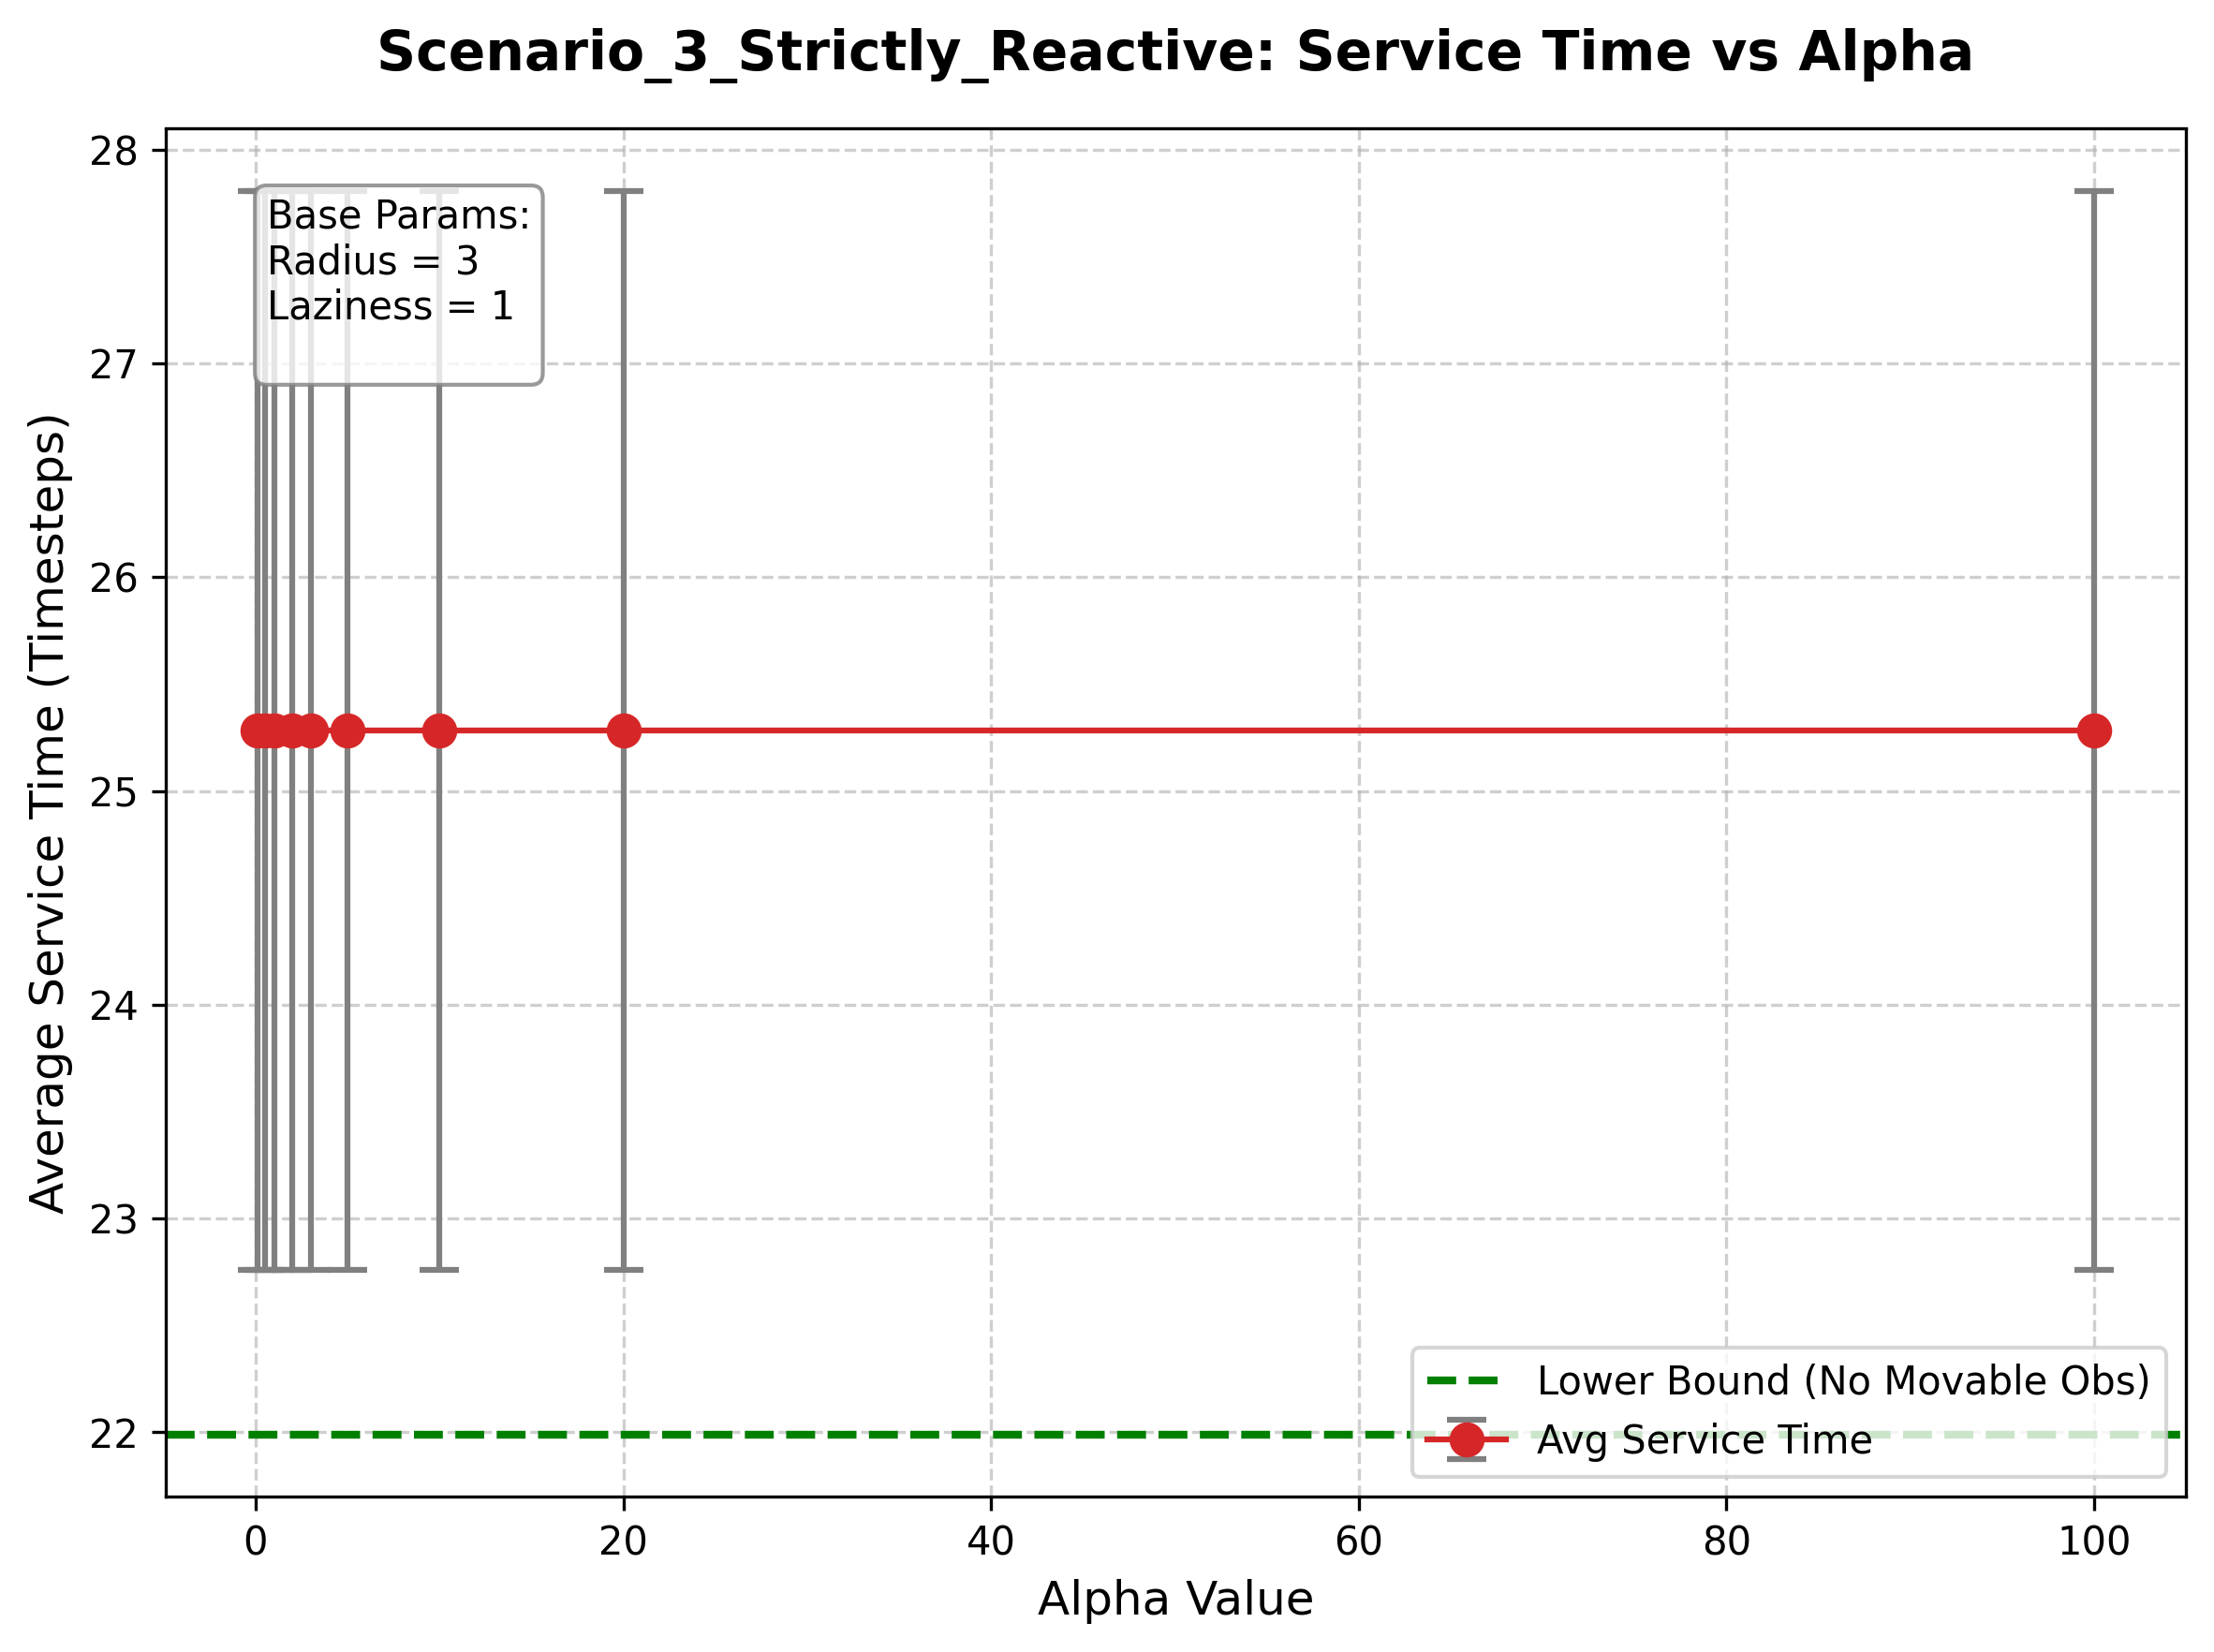 Scenario_3_Strictly_Reactive: Service Time vs Alpha
28
27
26
25
24
23
22
Average Service Time (Timesteps)
Base Params:
Radius = 3
Laziness = 1
Lower Bound (No Movable Obs)
Avg Service Time
0 20 40 60 80 100
Alpha Value